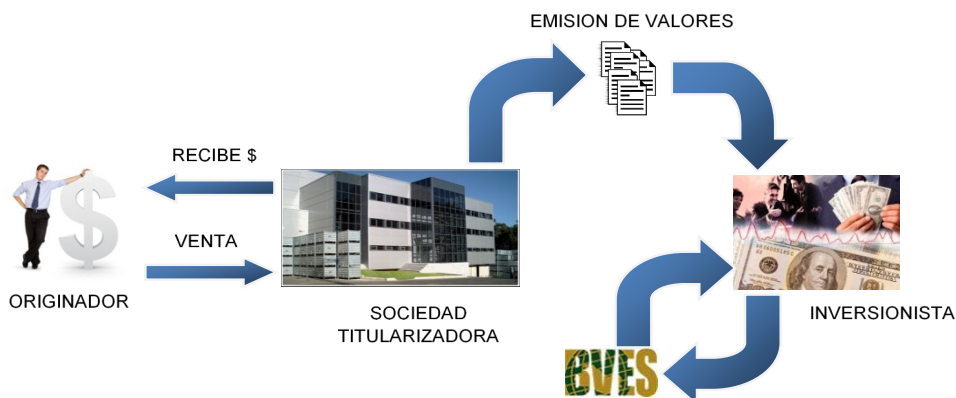 EMISION DE VALORES
RECIBE $
VENTA
ORIGINADOR
SOCIEDAD
TITULARIZADORA
INVERSIONISTA
BVES